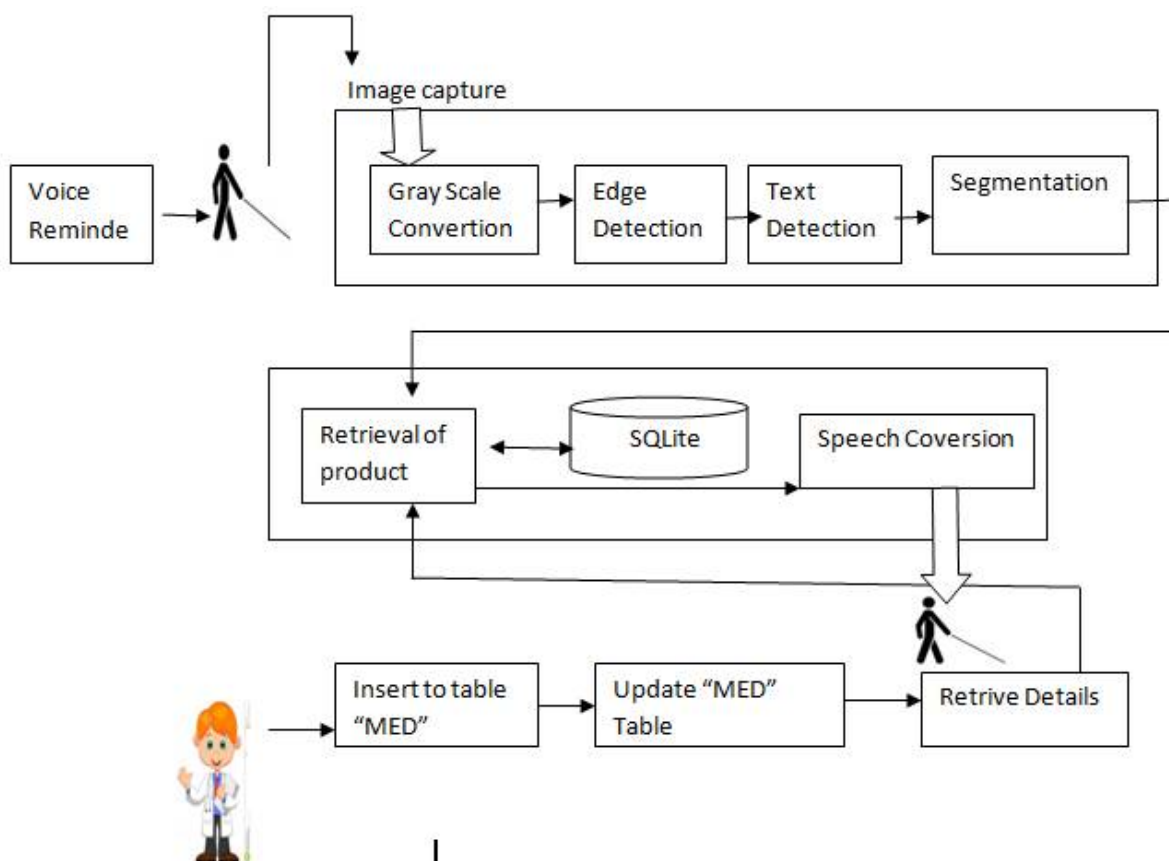 Image capture
Voice
Reminde
Gray Scale
Convertion
Edge
Detection
Text
Detection
Segmentation
Retrieval of
product
SQLite
Speech Coversion
Insert to table
“MED”
Update “MED”
Table
Retrive Details